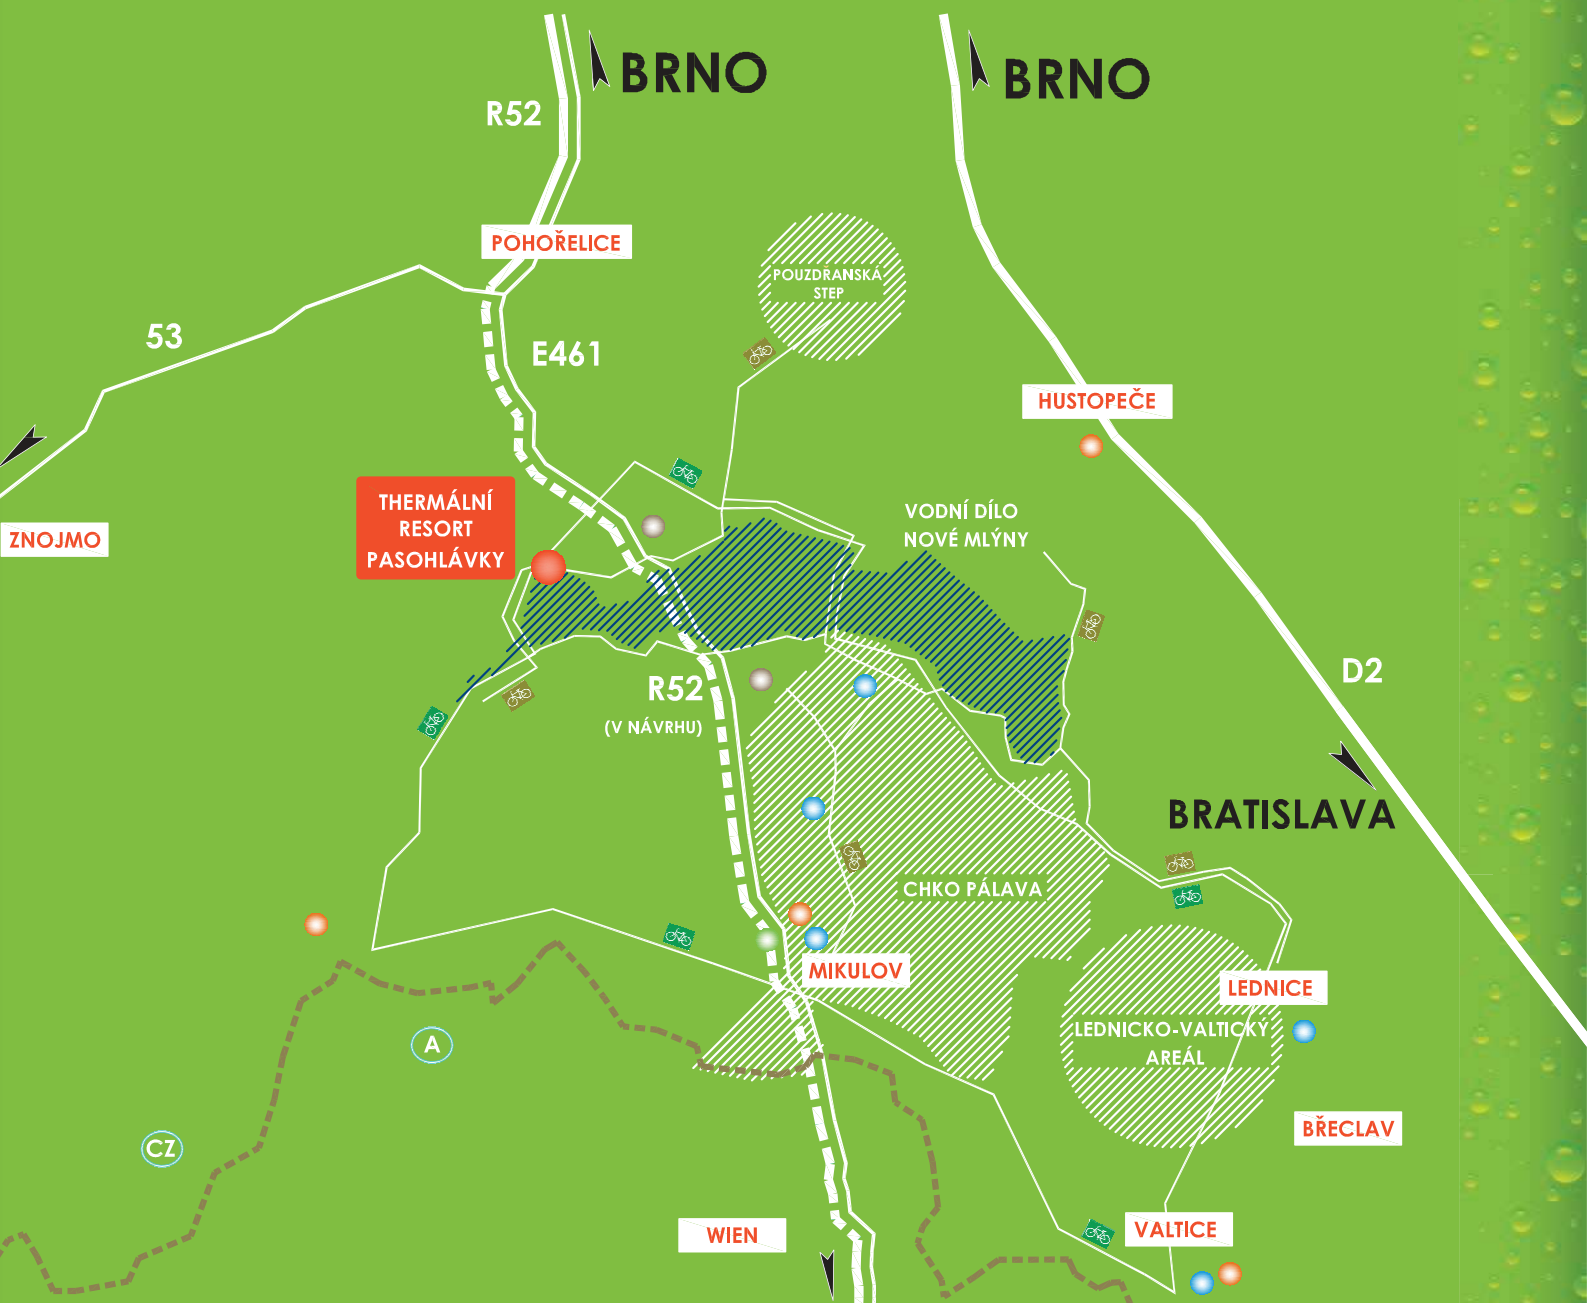 BRNO
BRNO
R52
POHOŘELICE
POUZDŘANSKÁ
STEP
53
E461
HUSTOPEČE
THERMÁLNÍ
RESORT
PASOHLÁVKY
VODNÍ DÍLO
NOVÉ MLÝNY
ZNOJMO
R52
(V NÁVRHU)
D2
BRATISLAVA
CHKO PÁLAVA
MIKULOV
LEDNICE
LEDNICKO-VALTICKÝ
AREÁL
A
CZ
BŘECLAV
WIEN
VALTICE